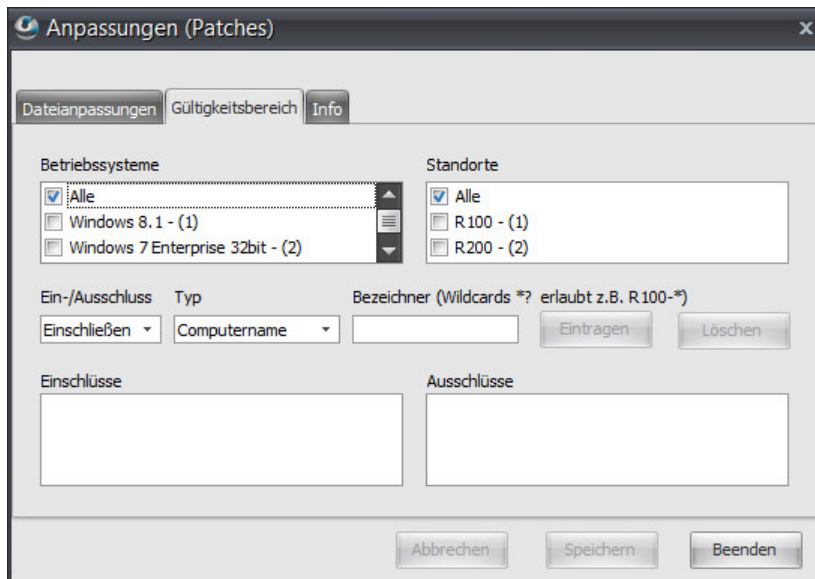 Anpassungen (Patches)
x
Dateianpassungen Gültigkeitsbereich Info
Betriebssysteme Standorte
Alle Alle
Windows 8.1 - (1) R100 - (1)
Windows 7 Enterprise 32bit - (2) R200 - (2)
Ein-/Ausschluss Typ Bezeichner (Wildcards *? erlaubt z.B. R100-*)
Einschließen Computername Eintragen Löschen
Einschlüsse Ausschlüsse
Abbrechen Speichern Beenden